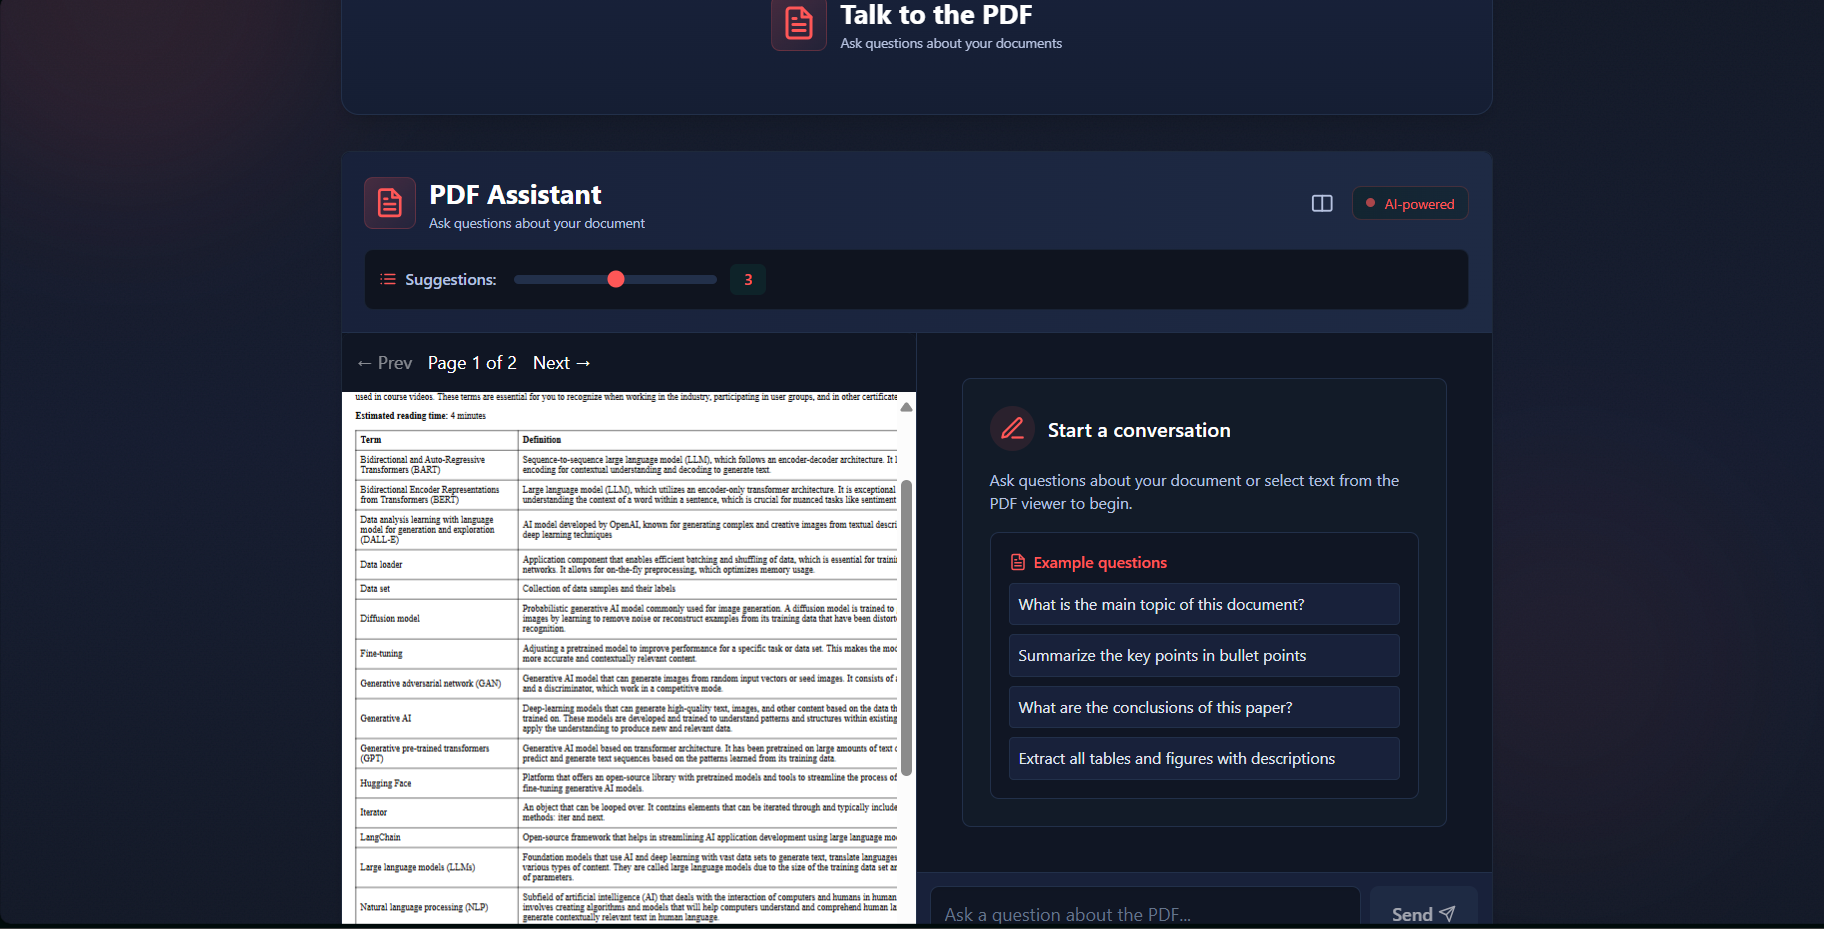 Talk to the PDF
Ask questions about your documents
PDF Assistant
Ask questions about your document
AI-powered
Suggestions:
3
← Prev Page 1 of 2 Next →
used in course videos. These terms are essential for you to recognize when working in the industry, participating in user groups, and in other certificate
Estimated reading time: 4 minutes
Term Definition
Bidirectional and Auto-Regressive
Transformers (BART)
Sequence-to-sequence large language model (LLM), which follows an encoder-decoder architecture. It
encoding for contextual understanding and decoding to generate text.
Bidirectional Encoder Representations
from Transformers (BERT)
Large language model (LLM), which utilizes an encoder-only transformer architecture. It is exceptional
understanding the context of a word within a sentence, which is crucial for nuanced tasks like sentiment
Data analysis learning with language
model for generation and exploration
(DALL-E)
AI model developed by OpenAI, known for generating complex and creative images from textual descri
deep learning techniques
Data loader
Application component that enables efficient batching and shuffling of data, which is essential for traini
networks. It allows for on-the-fly preprocessing, which optimizes memory usage.
Data set
Collection of data samples and their labels
Diffusion model
Probabilistic generative AI model commonly used for image generation. A diffusion model is trained to
images by learning to remove noise or reconstruct examples from its training data that have been distort
recognition.
Fine-tuning
Adjusting a pretrained model to improve performance for a specific task or data set. This makes the mod
more accurate and contextually relevant content.
Generative adversarial network (GAN)
Generative AI model that can generate images from random input vectors or seed images. It consists of
and a discriminator, which work in a competitive mode.
Generative AI
Deep-learning models that can generate high-quality text, images, and other content based on the data th
trained on. These models are developed and trained to understand patterns and structures within existing
apply the understanding to produce new and relevant data.
Generative pre-trained transformers
(GPT)
Generative AI model based on transformer architecture. It has been pretrained on large amounts of text
predict and generate text sequences based on the patterns learned from its training data.
Hugging Face
Platform that offers an open-source library with pretrained models and tools to streamline the process of
fine-tuning generative AI models.
Iterator
An object that can be looped over. It contains elements that can be iterated through and typically include
methods: iter and next.
LangChain
Open-source framework that helps in streamlining AI application development using large language mo
Large language models (LLMs)
Foundation models that use AI and deep learning with vast data sets to generate text, translate languages
various types of content. They are called large language models due to the size of the training data set
of parameters.
Natural language processing (NLP)
Subfield of artificial intelligence (AI) that deals with the interaction of computers and humans in human
involves creating algorithms and models that will help computers understand and comprehend human la
generate contextually relevant text in human language.
Start a conversation
Ask questions about your document or select text from the
PDF viewer to begin.
Example questions
What is the main topic of this document?
Summarize the key points in bullet points
What are the conclusions of this paper?
Extract all tables and figures with descriptions
Ask a question about the PDF...
Send